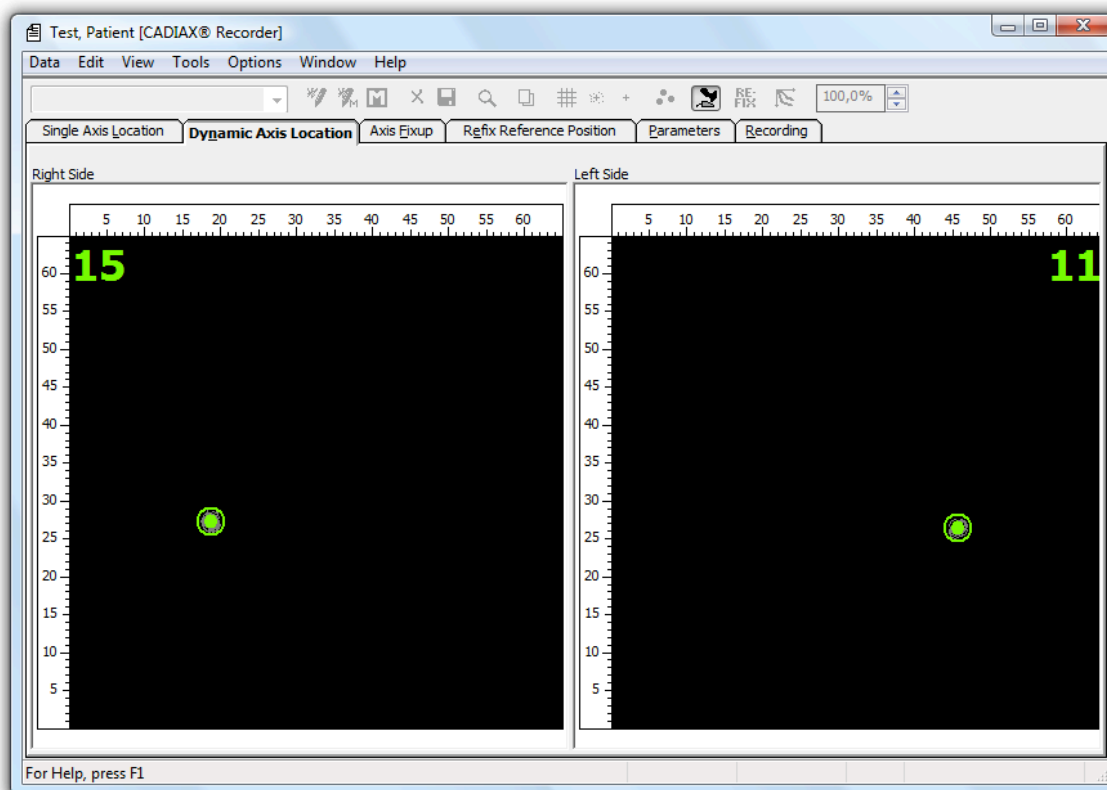 Test, Patient [CADIAX® Recorder]
Data Edit View Tools Options Window Help
M RE-FIX 100,0%
Single Axis Location Dynamic Axis Location Axis Fixup Refix Reference Position Parameters Recording
Right Side
5 10 15 20 25 30 35 40 45 50 55 60
15
60
55
50
45
40
35
30
25
20
15
10
5
Left Side
5 10 15 20 25 30 35 40 45 50 55 60
11
60
55
50
45
40
35
30
25
20
15
10
5
For Help, press F1